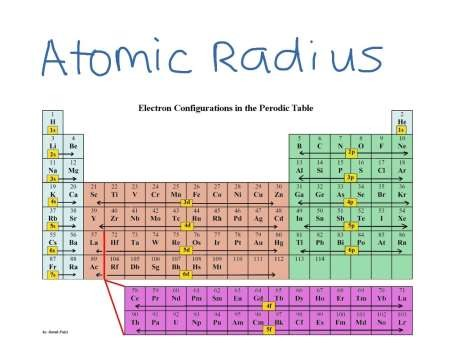 Atomic Radius
Electron Configurations in the Perodic Table
1 2
H He
1s 1s
3 4 5 6 7 8 9 10
Li Be B C N O F Ne
2s 2p
11 12 13 14 15 16 17 18
Na Mg Al Si P S Cl Ar
3s 3p
19 20 21 22 23 24 25 26 27 28 29 30 31 32 33 34 35 36
K Ca Sc Ti V Cr Mn Fe Co Ni Cu Zn Ga Ge As Se Br Kr
4s 3d 4p
37 38 39 40 41 42 43 44 45 46 47 48 49 50 51 52 53 54
Rb Sr Y Zr Nb Mo Tc Ru Rh Pd Ag Cd In Sn Sb Te I Xe
5s 4d 5p
55 56 57 72 73 74 75 76 77 78 79 80 81 82 83 84 85 86
Cs Ba La Hf Ta W Re Os Ir Pt Au Hg Tl Pb Bi Po At Rn
6s 5d 6p
87 88 89 104 105 106 107 108 109 110 111 112 113 114
Fr Ra Ac Rf Db Sg Bh Hs Mt
7s 6d
58 59 60 61 62 63 64 65 66 67 68 69 70 71
Ce Pr Nd Pm Sm Eu Gd Tb Dy Ho Er Tm Yb Lu
4f
90 91 92 93 94 95 96 97 98 99 100 101 102 103
Th Pa U Np Pu Am Cm Bk Cf Es Fm Md No Lr
5f